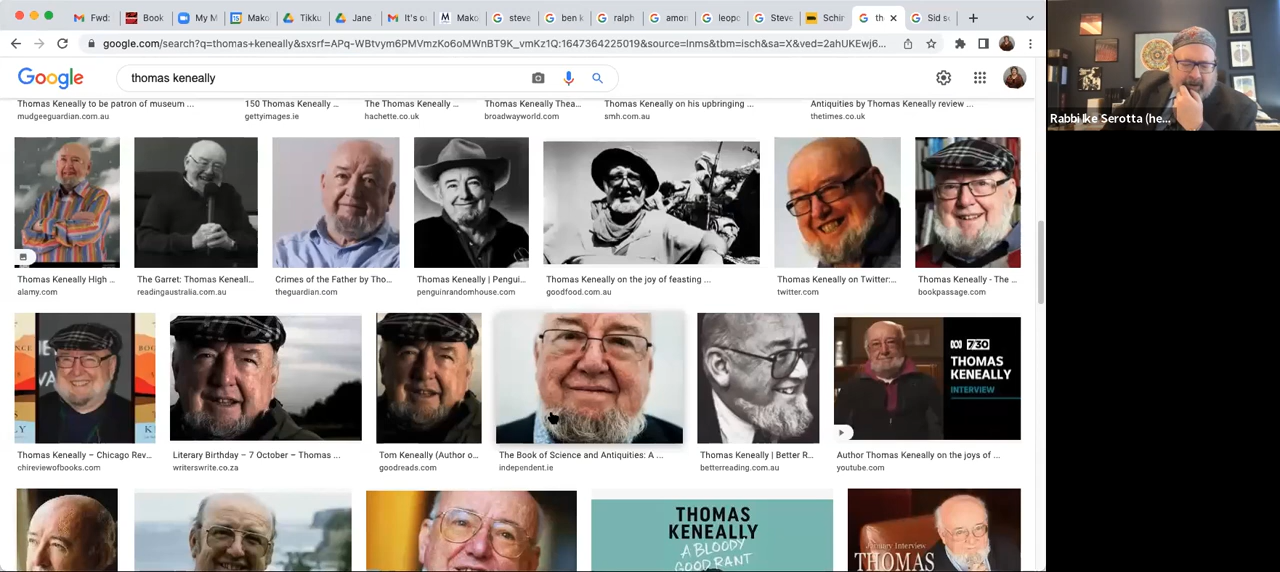 Fwd:
Book
My M
Mako
Tikku
Jane
It's o
Mako
steve
ben k
ralph
amor
leopo
Steve
Schin
th
Sid s
google.com/search?q=thomas+keneally&sxsrf=APq-WBtvym6PMVmzKo6oMWnBT9K_vmKz1Q:1647364225019&source=lnms&tbm=isch&sa=X&ved=2ahUKEwj6...
Google
thomas keneally
Thomas Keneally to be patron of museum ...
150 Thomas Keneally ...
The Thomas Keneally ...
Thomas Keneally Thea...
Thomas Keneally on his upbringing ...
Antiquities by Thomas Keneally review ...
mudgeeguardian.com.au
gettyimages.ie
hachette.co.uk
broadwayworld.com
smh.com.au
thetimes.co.uk
Thomas Keneally High ...
The Garret: Thomas Keneall...
Crimes of the Father by Tho...
Thomas Keneally | Pengui...
Thomas Keneally on the joy of feasting ...
Thomas Keneally on Twitter:...
Thomas Keneally - The ...
alamy.com
readingaustralia.com.au
theguardian.com
penguinrandomhouse.com
goodfood.com.au
twitter.com
bookpassage.com
ABC 7.30
THOMAS
KENEALLY
INTERVIEW
Thomas Keneally – Chicago Rev...
Literary Birthday – 7 October – Thomas ...
Tom Keneally (Author o...
The Book of Science and Antiquities: A ...
Thomas Keneally | Better R...
Author Thomas Keneally on the joys of ...
chireviewofbooks.com
writerswrite.co.za
goodreads.com
independent.ie
betterreading.com.au
youtube.com
THOMAS
KENEALLY
A BLOODY
GOOD RANT
January Interview
THOMAS
Rabbi Ike Serotta (he...